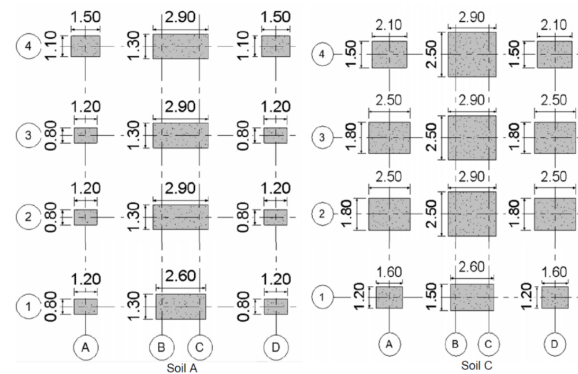 1.50 2.90 1.50
4 1.10 1.30 1.10
1.20 2.90 1.20
3 0.80 1.30 0.80
1.20 2.90 1.20
2 0.80 1.30 0.80
1.20 2.60 1.20
1 0.80 1.30 0.80
A B C D
Soil A
2.10 2.90 2.10
4 1.50 2.50 1.50
2.50 2.90 2.50
3 1.80 2.50 1.80
2.50 2.90 2.50
2 1.80 2.50 1.80
1.60 2.60 1.60
1 1.20 1.50 1.20
A B C D
Soil C